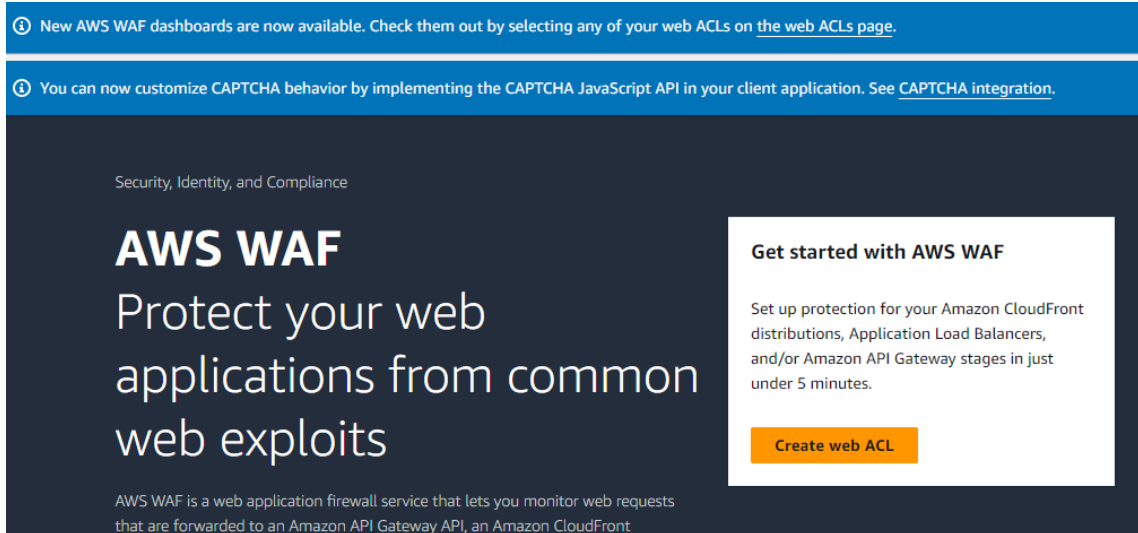 New AWS WAF dashboards are now available. Check them out by selecting any of your web ACLs on the web ACLs page.
You can now customize CAPTCHA behavior by implementing the CAPTCHA JavaScript API in your client application. See CAPTCHA integration.
Security, Identity, and Compliance
AWS WAF
Protect your web
applications from common
web exploits
AWS WAF is a web application firewall service that lets you monitor web requests
that are forwarded to an Amazon API Gateway API, an Amazon CloudFront
Get started with AWS WAF
Set up protection for your Amazon CloudFront
distributions, Application Load Balancers,
and/or Amazon API Gateway stages in just
under 5 minutes.
Create web ACL